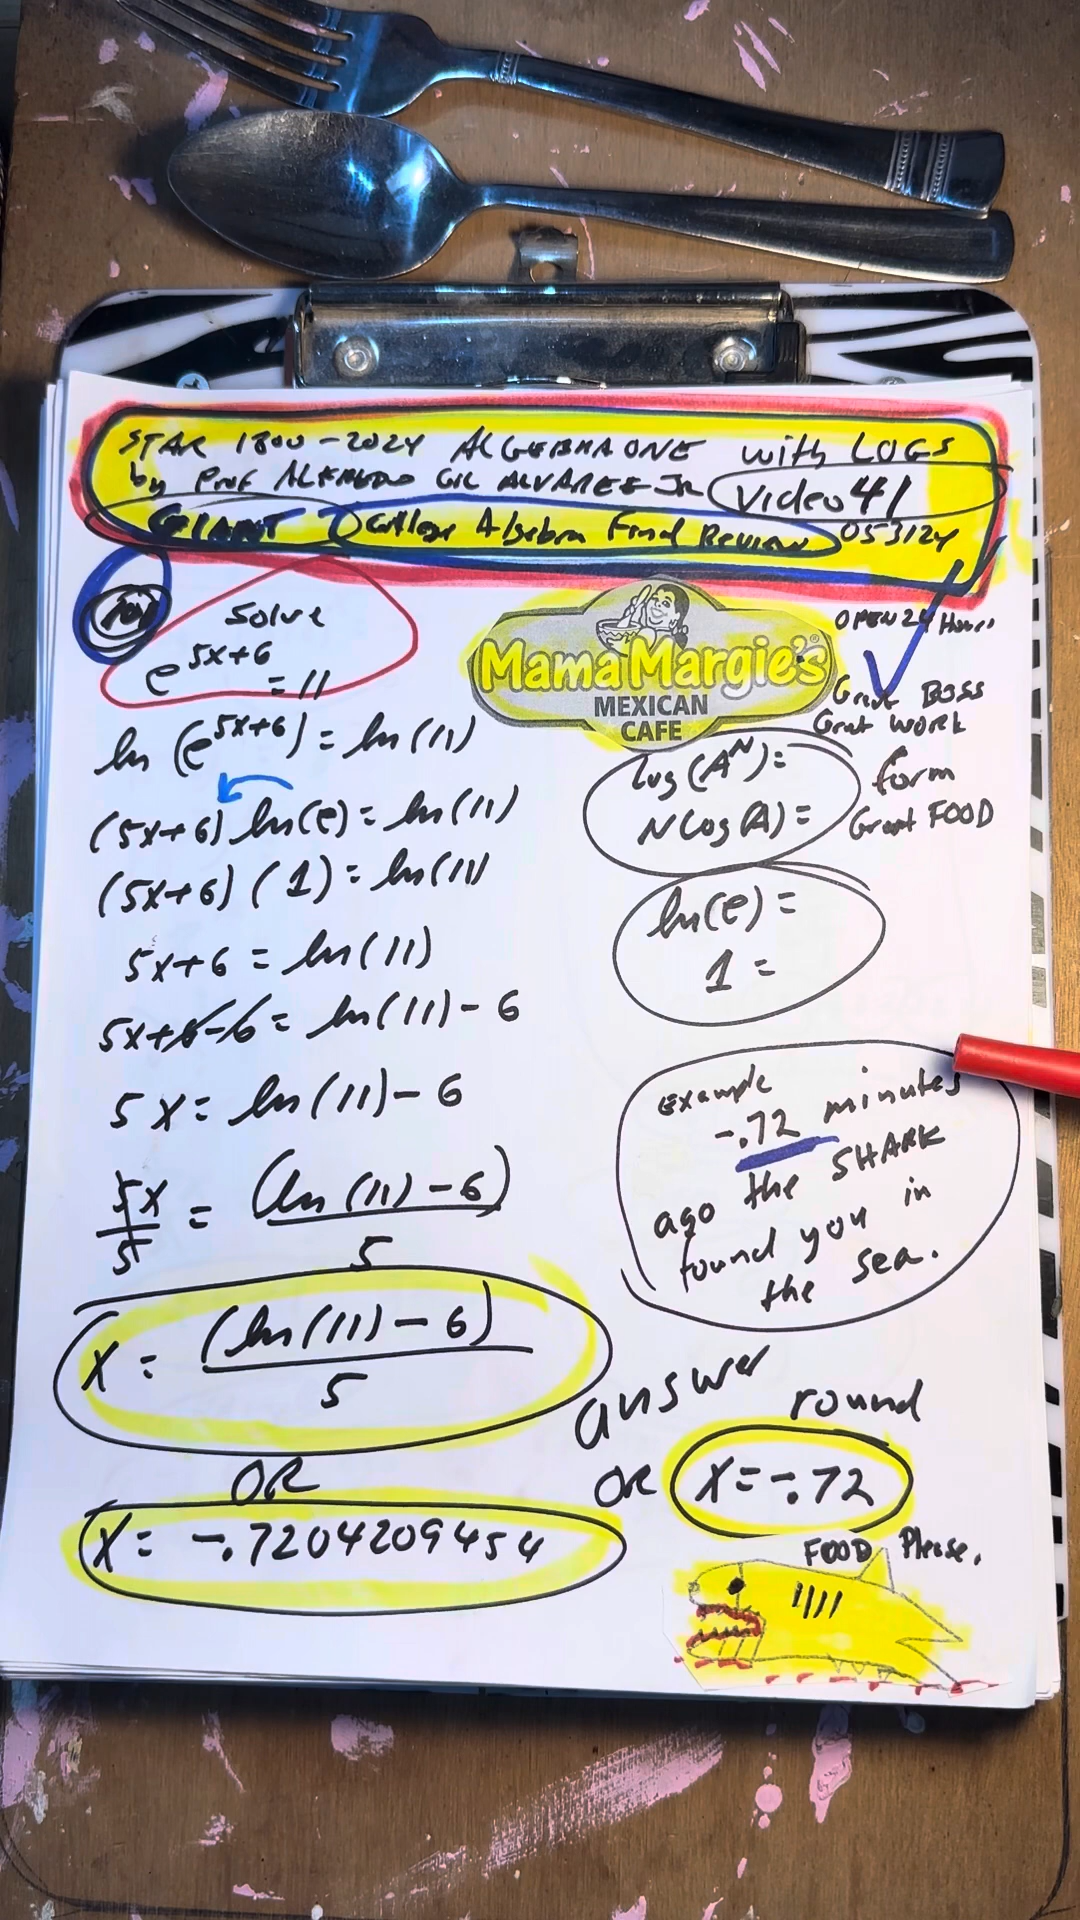 STAR 1800-2024 ALGEBRA ONE with LOGS
by Prof ALFREDO GIL ALVAREZ JR Video 41
GIANT College Algebra Final Review 053124
Solve
e^5x+6 = 11
MamaMargie's®
MEXICAN
CAFE
OPEN 24 Hours
Great BOSS
Great WORK
form
Great FOOD
ln (e^5x+6) = ln(11)
(5x+6) ln(e) = ln(11)
(5x+6) (1) = ln(11)
5x+6 = ln(11)
5x+6-6 = ln(11) - 6
5x = ln(11) - 6
5x/5 = (ln(11) - 6)/5
x = (ln(11) - 6)/5
OR
x = -.7204209454
log(A^N) =
N log(A) =
ln(e) =
1 =
Example
-.72 minutes
ago the SHARK
found you in
the sea.
answer
round
OR x = -.72
FOOD Please.